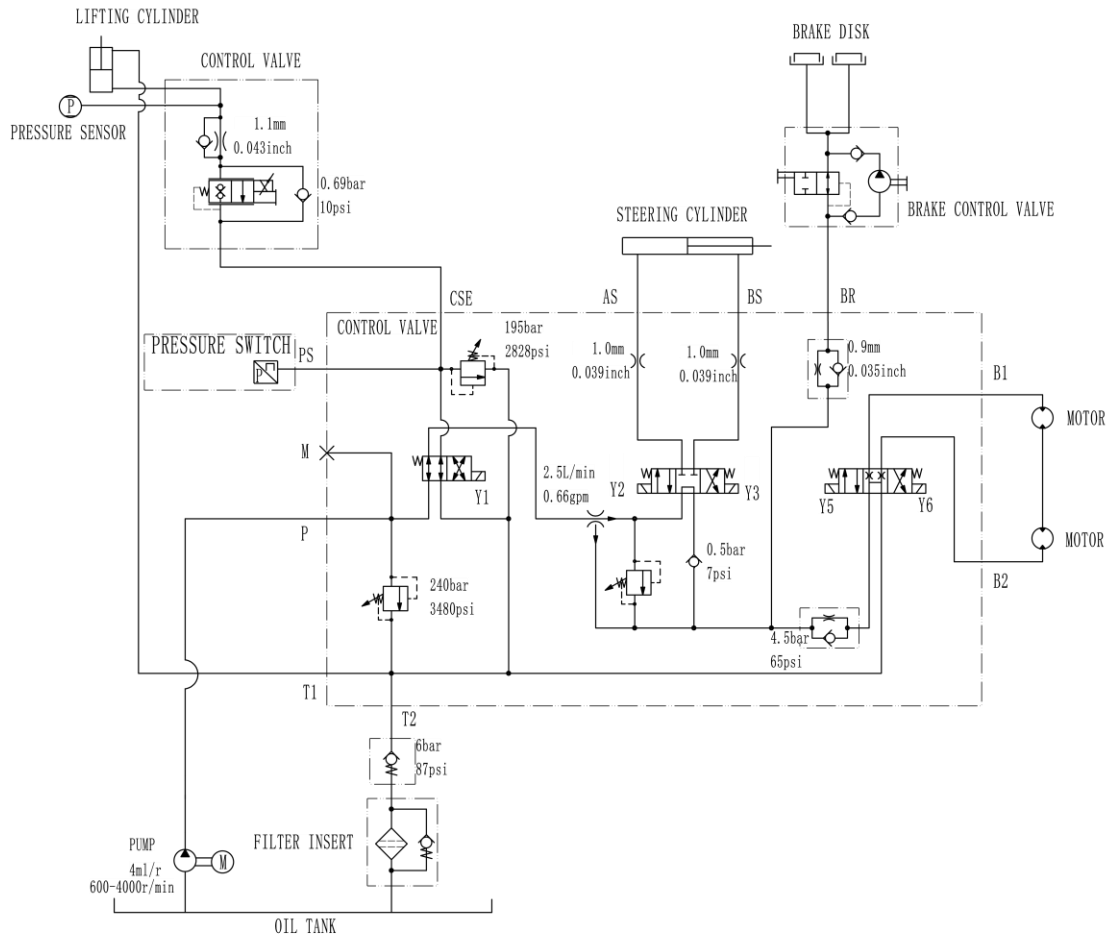 LIFTING CYLINDER
CONTROL VALVE
P
PRESSURE SENSOR
1.1mm
0.043inch
0.69bar
10psi
BRAKE DISK
BRAKE CONTROL VALVE
STEERING CYLINDER
CSE
AS
BS
BR
CONTROL VALVE
195bar
2828psi
PRESSURE SWITCH
PS
P
1.0mm
0.039inch
1.0mm
0.039inch
0.9mm
0.035inch
B1
MOTOR
M
Y1
2.5L/min
0.66gpm
Y2
Y3
Y5
Y6
P
MOTOR
B2
0.5bar
7psi
240bar
3480psi
4.5bar
65psi
T1
T2
6bar
87psi
FILTER INSERT
PUMP
4ml/r
600-4000r/min
M
OIL TANK